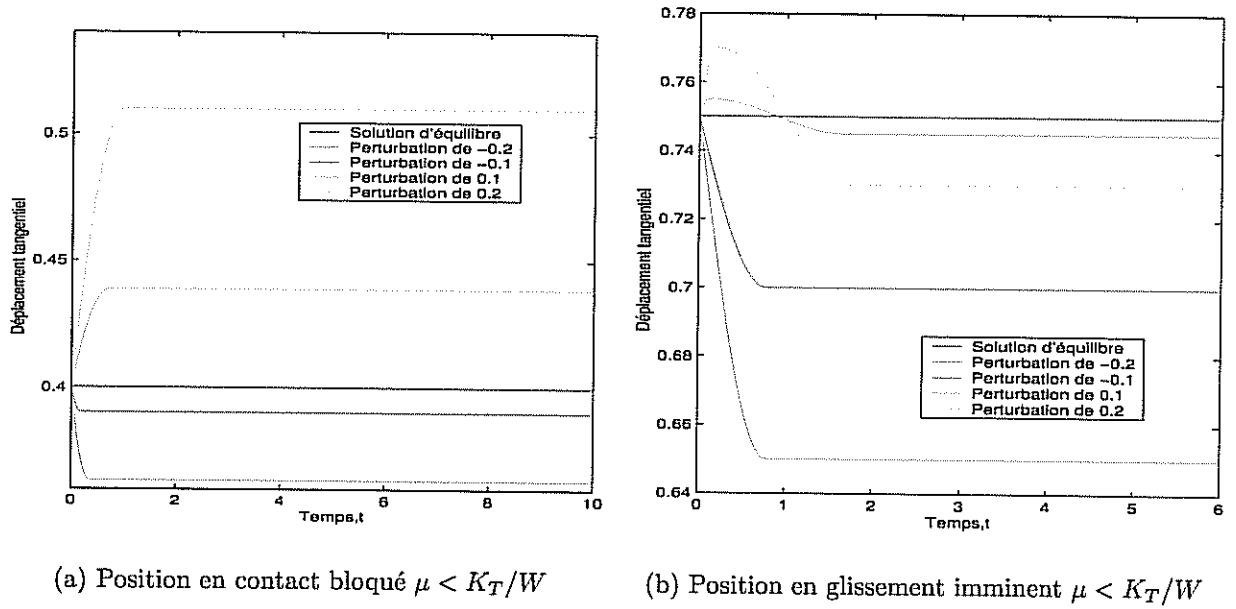 Déplacement tangentiel
0.5
0.45
0.4
0
2
4
6
8
10
Temps,t
Solution d'équilibre
Perturbation de −0.2
Perturbation de −0.1
Perturbation de 0.1
Perturbation de 0.2
(a) Position en contact bloqué μ < K_T/W
Déplacement tangentiel
0.78
0.76
0.74
0.72
0.7
0.68
0.66
0.64
0
1
2
3
4
5
6
Temps,t
Solution d'équilibre
Perturbation de −0.2
Perturbation de −0.1
Perturbation de 0.1
Perturbation de 0.2
(b) Position en glissement imminent μ < K_T/W